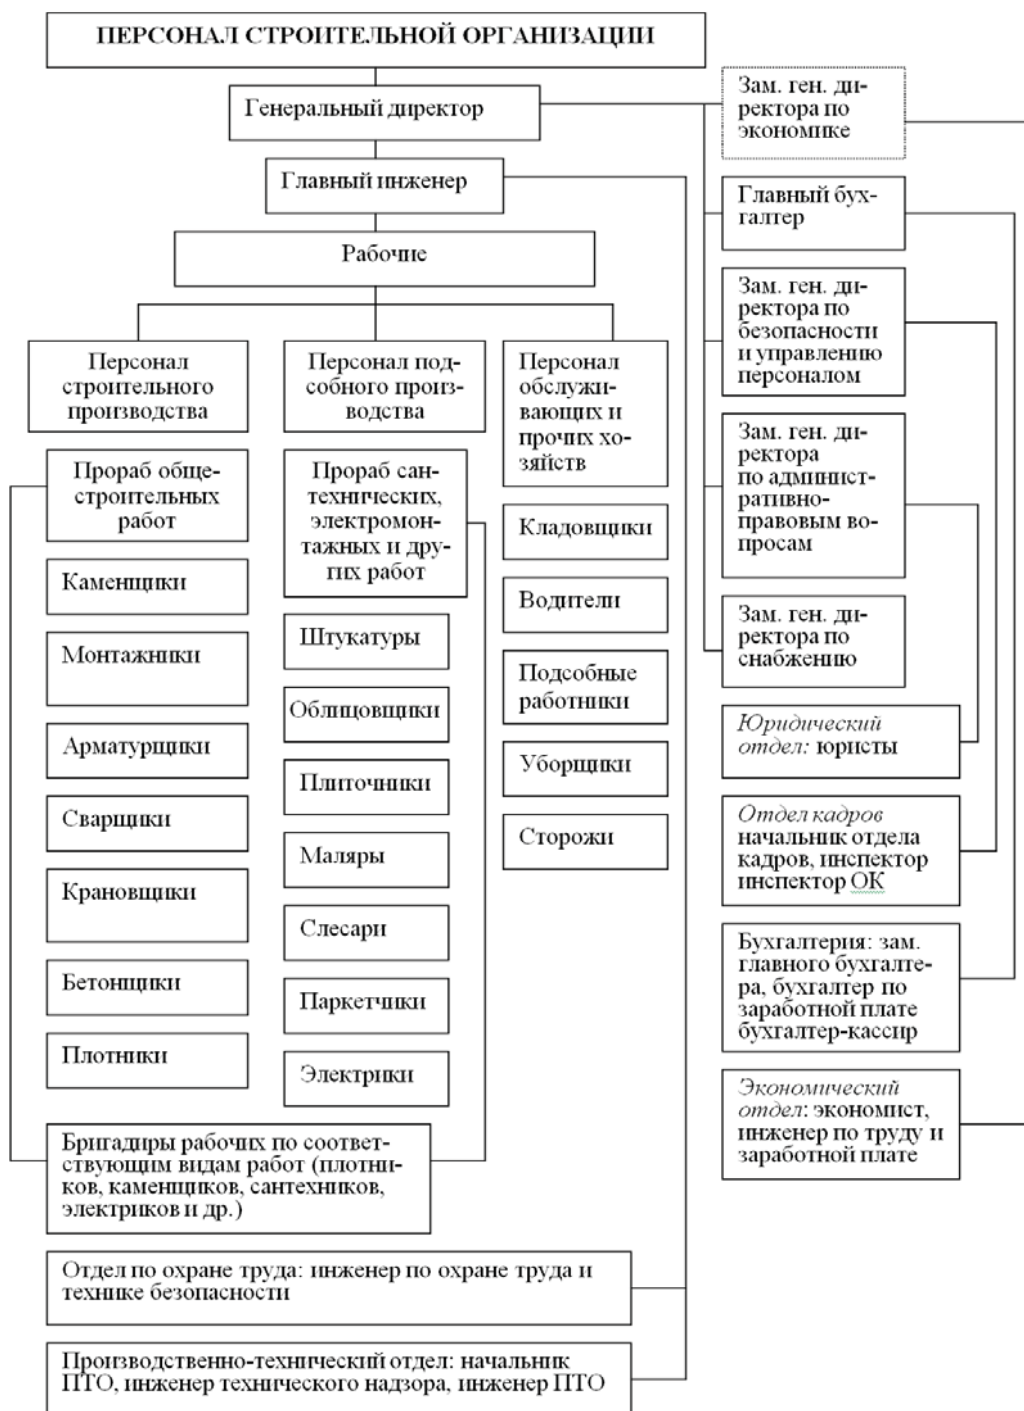 ПЕРСОНАЛ СТРОИТЕЛЬНОЙ ОРГАНИЗАЦИИ
Генеральный директор
Главный инженер
Рабочие
Персонал
строительного
производства
Прораб обще-
строительных
работ
Каменщики
Монтажники
Арматурщики
Сварщики
Крановщики
Бетонщики
Плотники
Персонал под-
собного произ-
водства
Прораб сан-
технических,
электромон-
тажных и дру-
гих работ
Штукатуры
Облицовщики
Плиточники
Маляры
Слесари
Паркетчики
Электрики
Персонал
обслужи-
вающих и
прочих хо-
зяйств
Кладовщики
Водители
Подсобные
работники
Уборщики
Сторожи
Бригадиры рабочих по соответ-
ствующим видам работ (плотни-
ков, каменщиков, сантехников,
электриков и др.)
Отдел по охране труда: инженер по охране труда и
технике безопасности
Производственно-технический отдел: начальник
ПТО, инженер технического надзора, инженер ПТО
Зам. ген. ди-
ректора по
экономике
Главный бух-
галтер
Зам. ген. ди-
ректора по
безопасности
и управлению
персоналом
Зам. ген. ди-
ректора
по админист-
ративно-
правовым во-
просам
Зам. ген. ди-
ректора по
снабжению
Юридический
отдел: юристы
Отдел кадров
начальник отдела
кадров, инспектор
инспектор ОК
Бухгалтерия: зам.
главного бухгалте-
ра, бухгалтер по
заработной плате
бухгалтер-кассир
Экономический
отдел: экономист,
инженер по труду и
заработной плате